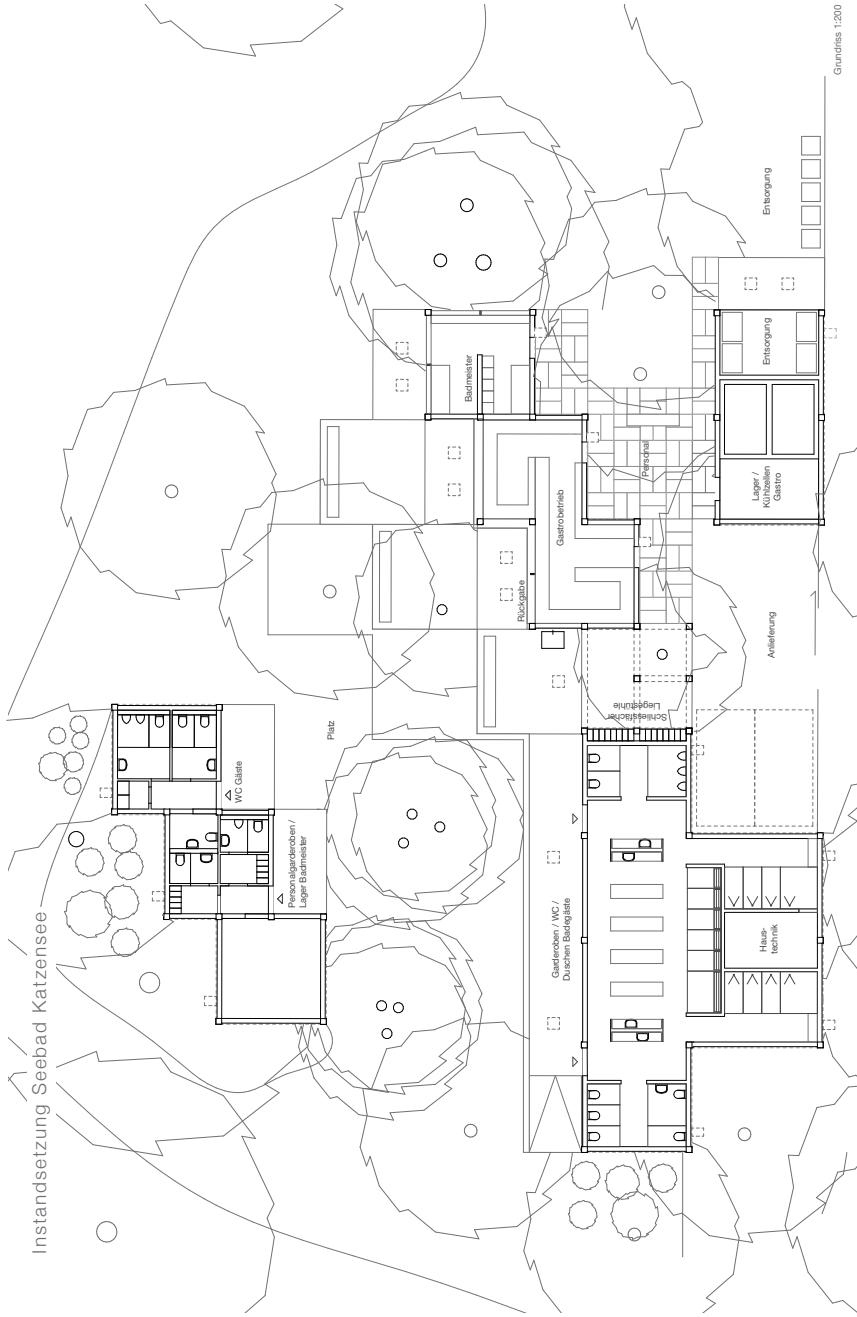 Instandsetzung Seebad Katzensee
WC Gäste
Personalgarderoben /
Lager Badmeister
Platz
Badmeister
Rückgabe
Gastrobetrieb
Garderoben / WC /
Duschen Badegäste
Schliessfächer
Liegestühle
Personal
Haus-
technik
Anlieferung
Lager /
Kühlzellen
Gastro
Entsorgung
Entsorgung
Grundriss 1:200